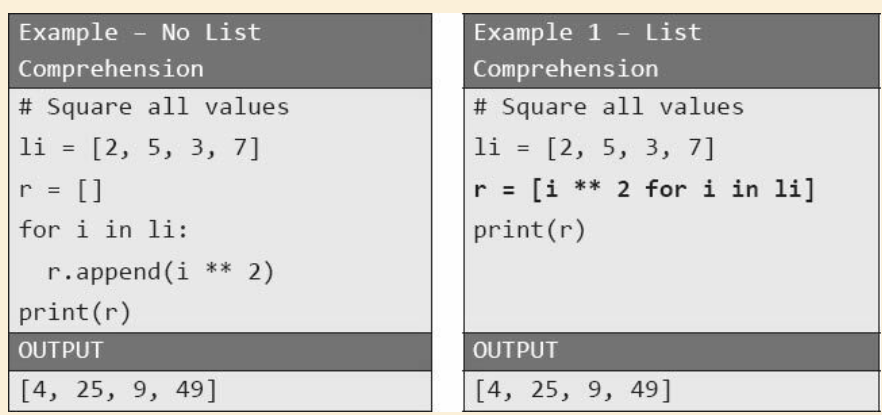 Example – No List
Comprehension
# Square all values
li = [2, 5, 3, 7]
r = []
for i in li:
  r.append(i ** 2)
print(r)
OUTPUT
[4, 25, 9, 49]
Example 1 – List
Comprehension
# Square all values
li = [2, 5, 3, 7]
r = [i ** 2 for i in li]
print(r)
OUTPUT
[4, 25, 9, 49]